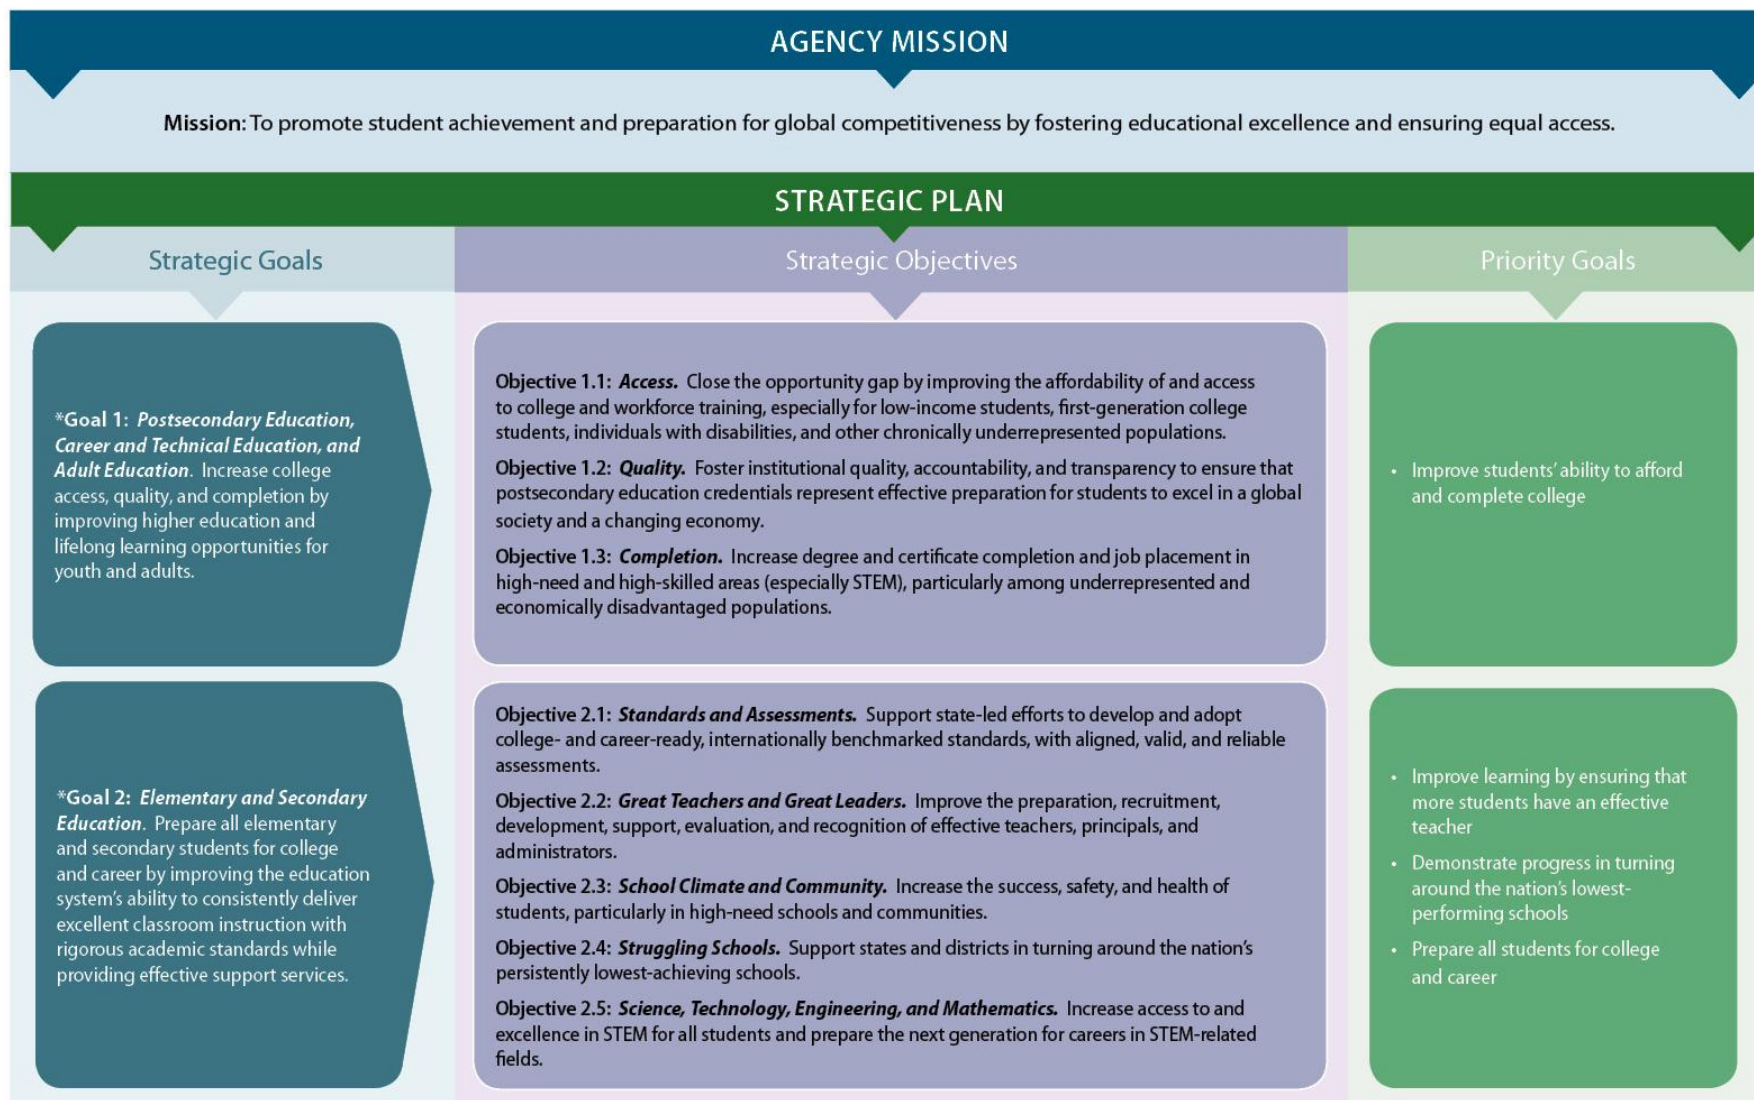 AGENCY MISSION
Mission: To promote student achievement and preparation for global competitiveness by fostering educational excellence and ensuring equal access.
STRATEGIC PLAN
Strategic Goals
Strategic Objectives
Priority Goals
*Goal 1: Postsecondary Education,
Career and Technical Education, and
Adult Education. Increase college
access, quality, and completion by
improving higher education and
lifelong learning opportunities for
youth and adults.
Objective 1.1: Access. Close the opportunity gap by improving the affordability of and access
to college and workforce training, especially for low-income students, first-generation college
students, individuals with disabilities, and other chronically underrepresented populations.
Objective 1.2: Quality. Foster institutional quality, accountability, and transparency to ensure that
postsecondary education credentials represent effective preparation for students to excel in a global
society and a changing economy.
Objective 1.3: Completion. Increase degree and certificate completion and job placement in
high-need and high-skilled areas (especially STEM), particularly among underrepresented and
economically disadvantaged populations.
• Improve students' ability to afford
and complete college
*Goal 2: Elementary and Secondary
Education. Prepare all elementary
and secondary students for college
and career by improving the education
system's ability to consistently deliver
excellent classroom instruction with
rigorous academic standards while
providing effective support services.
Objective 2.1: Standards and Assessments. Support state-led efforts to develop and adopt
college- and career-ready, internationally benchmarked standards, with aligned, valid, and reliable
assessments.
Objective 2.2: Great Teachers and Great Leaders. Improve the preparation, recruitment,
development, support, evaluation, and recognition of effective teachers, principals, and
administrators.
Objective 2.3: School Climate and Community. Increase the success, safety, and health of
students, particularly in high-need schools and communities.
Objective 2.4: Struggling Schools. Support states and districts in turning around the nation's
persistently lowest-achieving schools.
Objective 2.5: Science, Technology, Engineering, and Mathematics. Increase access to and
excellence in STEM for all students and prepare the next generation for careers in STEM-related
fields.
• Improve learning by ensuring that
more students have an effective
teacher
• Demonstrate progress in turning
around the nation's lowest-
performing schools
• Prepare all students for college
and career